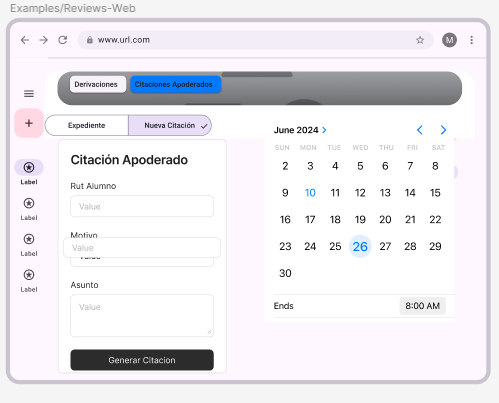 Examples/Reviews-Web
www.url.com
M
Derivaciones
Citaciones Apoderados
Expediente
Nueva Citación
Citación Apoderado
Rut Alumno
Value
Motivo
Value
Value
Asunto
Value
Generar Citacion
Label
Label
Label
Label
June 2024
SUN MON TUE WED THU FRI SAT
2 3 4 5 6 7 8
9 10 11 12 13 14 15
16 17 18 19 20 21 22
23 24 25 26 27 28 29
30
Ends
8:00 AM